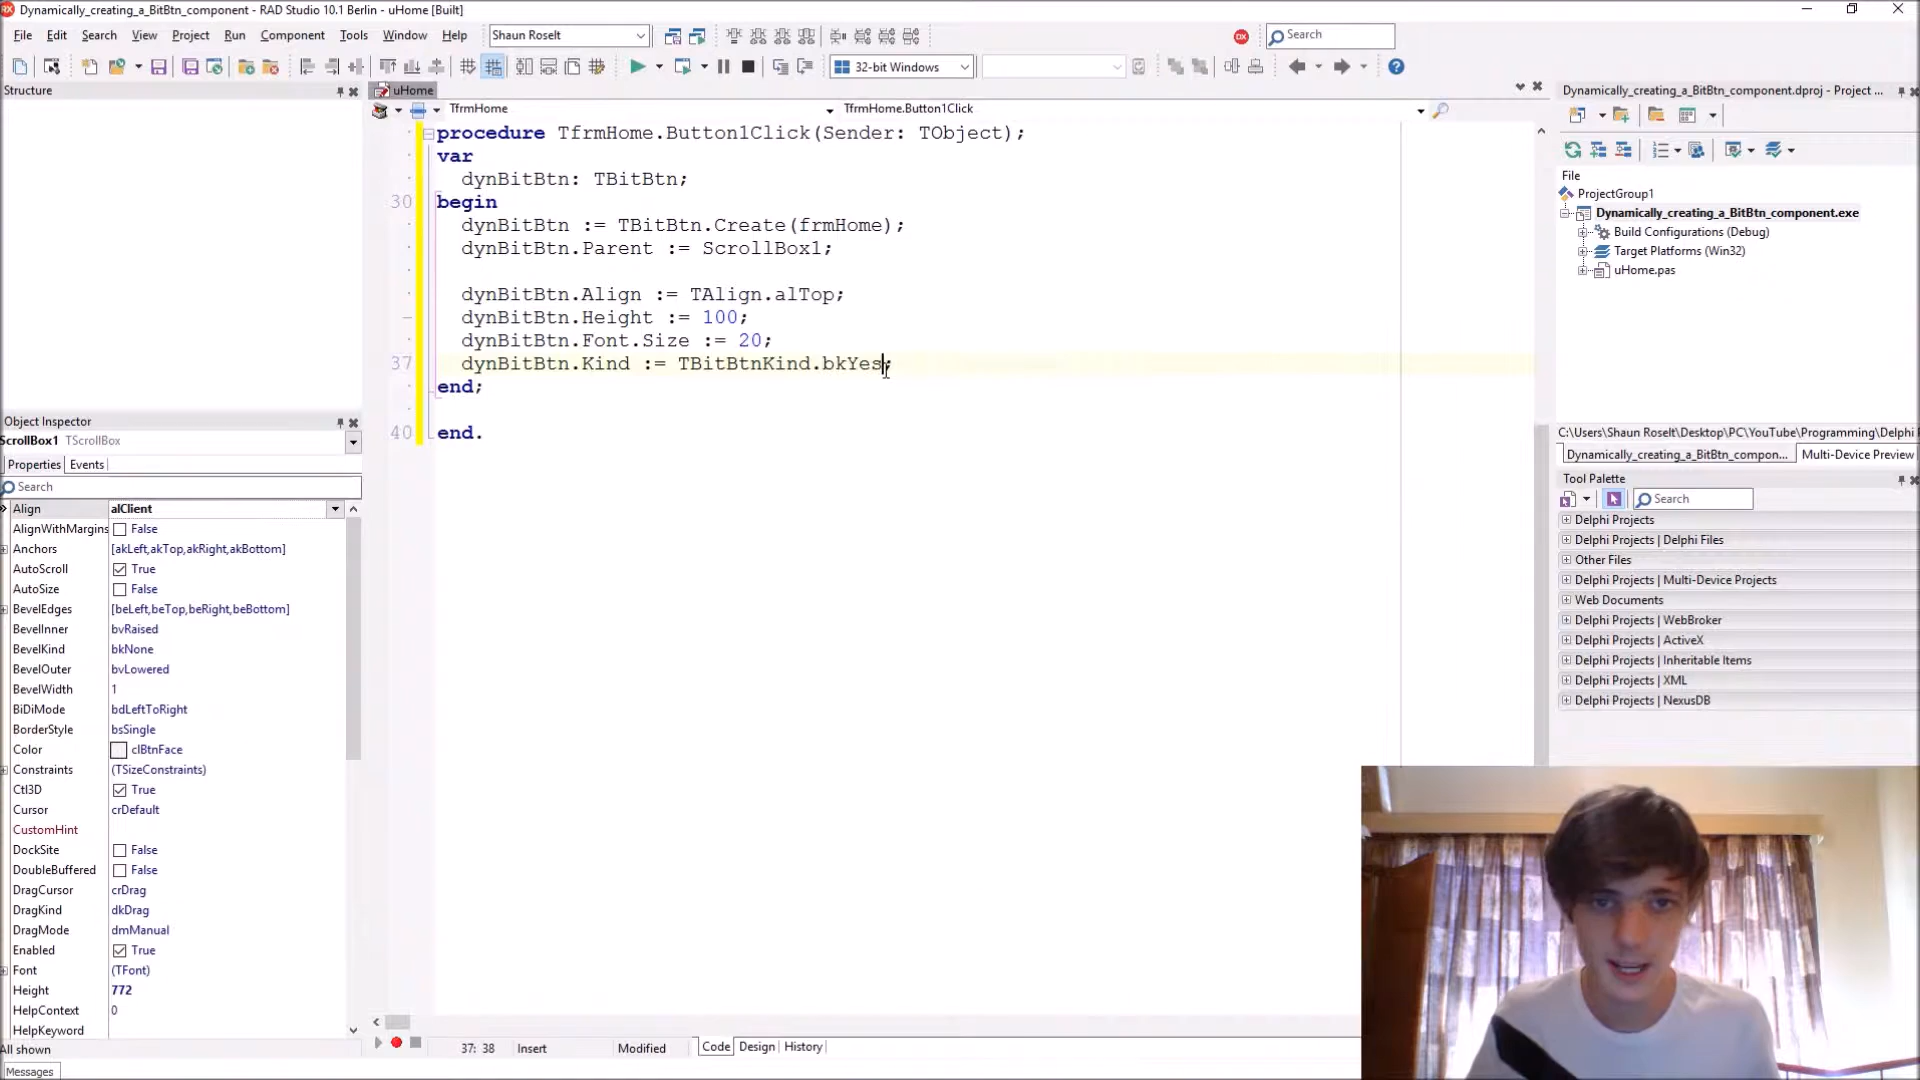 Dynamically_creating_a_BitBtn_component - RAD Studio 10.1 Berlin - uHome [Built]
File Edit Search View Project Run Component Tools Window Help Shaun Roselt Search
32-bit Windows
Structure
uHome
TfrmHome TfrmHome.Button1Click
procedure TfrmHome.Button1Click(Sender: TObject);
var
dynBitBtn: TBitBtn;
30 begin
dynBitBtn := TBitBtn.Create(frmHome);
dynBitBtn.Parent := ScrollBox1;
dynBitBtn.Align := TAlign.alTop;
dynBitBtn.Height := 100;
dynBitBtn.Font.Size := 20;
37 dynBitBtn.Kind := TBitBtnKind.bkYes;
end;
40 end.
Object Inspector
ScrollBox1 TScrollBox
Properties Events
Search
Align alClient
AlignWithMargins False
Anchors [akLeft,akTop,akRight,akBottom]
AutoScroll True
AutoSize False
BevelEdges [beLeft,beTop,beRight,beBottom]
BevelInner bvRaised
BevelKind bkNone
BevelOuter bvLowered
BevelWidth 1
BiDiMode bdLeftToRight
BorderStyle bsSingle
Color clBtnFace
Constraints (TSizeConstraints)
Ctl3D True
Cursor crDefault
CustomHint
DockSite False
DoubleBuffered False
DragCursor crDrag
DragKind dkDrag
DragMode dmManual
Enabled True
Font (TFont)
Height 772
HelpContext 0
HelpKeyword
All shown
Messages
37: 38 Insert Modified Code Design History
Dynamically_creating_a_BitBtn_component.dproj - Project ...
File
ProjectGroup1
Dynamically_creating_a_BitBtn_component.exe
Build Configurations (Debug)
Target Platforms (Win32)
uHome.pas
C:\Users\Shaun Roselt\Desktop\PC\YouTube\Programming\Delphi
Dynamically_creating_a_BitBtn_compon... Multi-Device Preview
Tool Palette
Search
Delphi Projects
Delphi Projects | Delphi Files
Other Files
Delphi Projects | Multi-Device Projects
Web Documents
Delphi Projects | WebBroker
Delphi Projects | ActiveX
Delphi Projects | Inheritable Items
Delphi Projects | XML
Delphi Projects | NexusDB